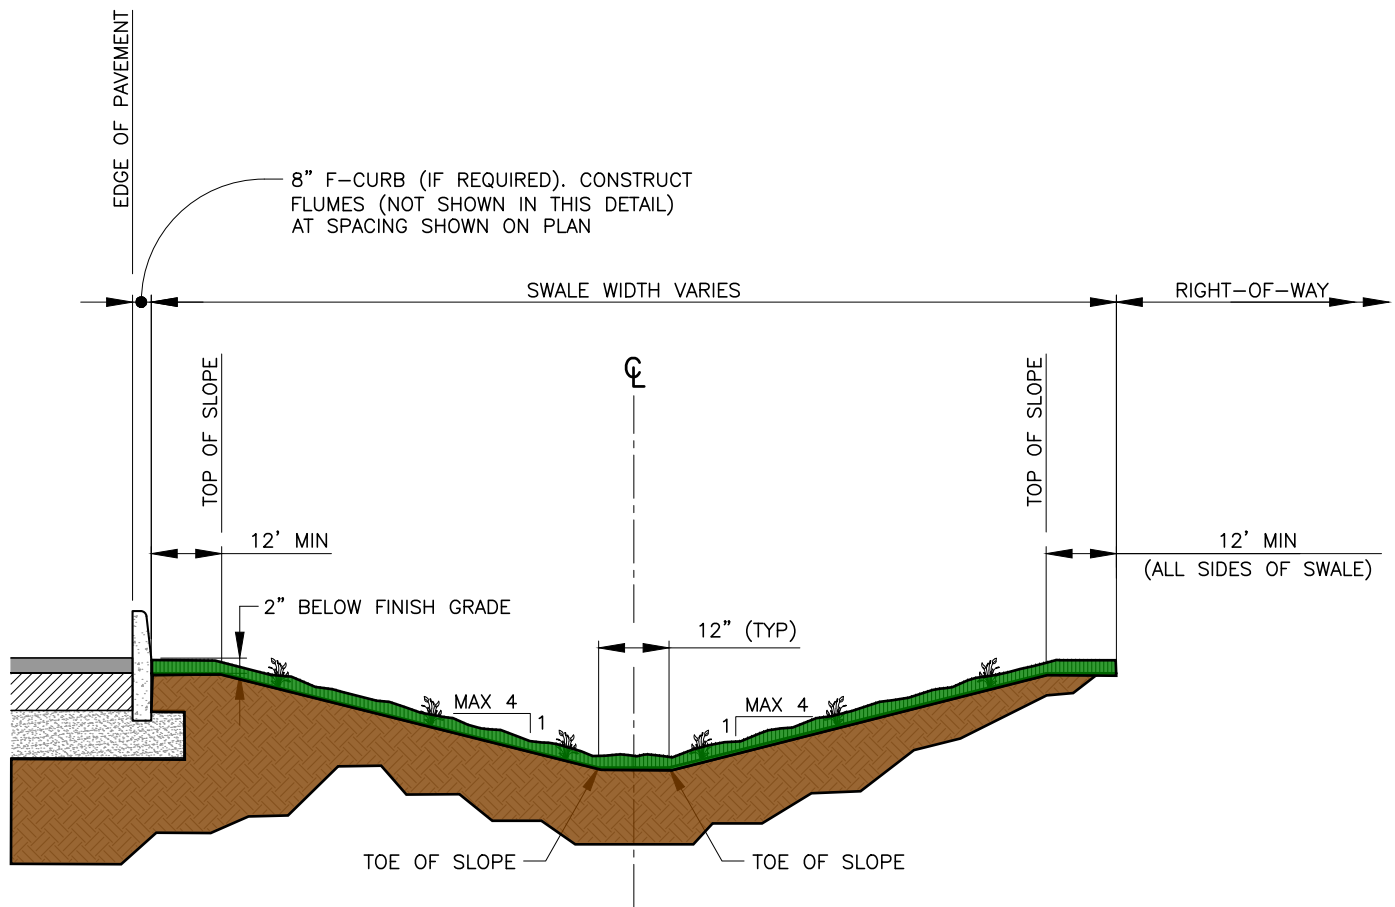 EDGE OF PAVEMENT
8” F-CURB (IF REQUIRED). CONSTRUCT
FLUMES (NOT SHOWN IN THIS DETAIL)
AT SPACING SHOWN ON PLAN
SWALE WIDTH VARIES
RIGHT-OF-WAY
TOP OF SLOPE
℄
TOP OF SLOPE
12’ MIN
12’ MIN
(ALL SIDES OF SWALE)
2” BELOW FINISH GRADE
12” (TYP)
MAX 4
1
MAX 4
1
TOE OF SLOPE
TOE OF SLOPE